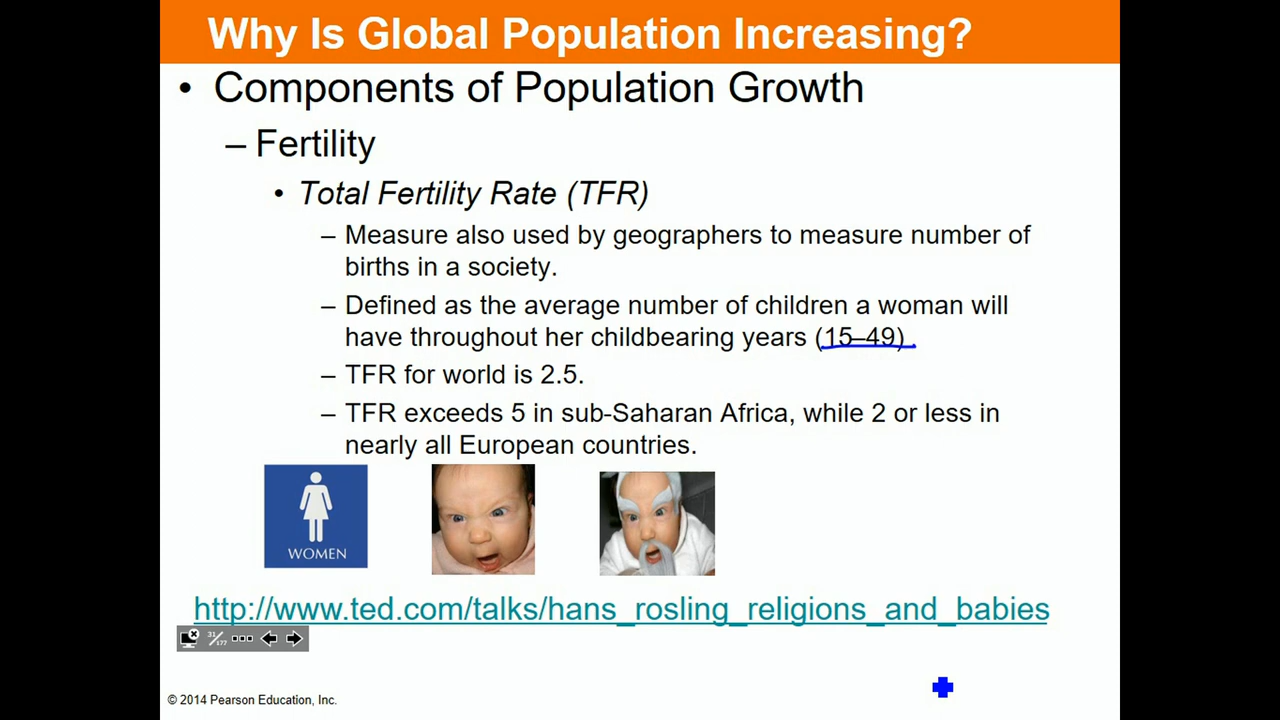 Why Is Global Population Increasing?
• Components of Population Growth
– Fertility
• Total Fertility Rate (TFR)
– Measure also used by geographers to measure number of
births in a society.
– Defined as the average number of children a woman will
have throughout her childbearing years (15–49) .
– TFR for world is 2.5.
– TFR exceeds 5 in sub-Saharan Africa, while 2 or less in
nearly all European countries.
WOMEN
http://www.ted.com/talks/hans_rosling_religions_and_babies
31/177
© 2014 Pearson Education, Inc.